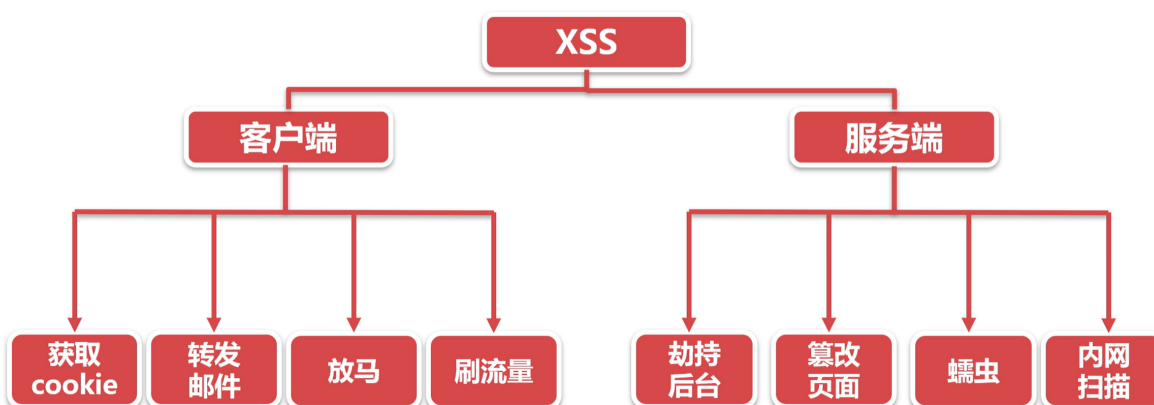 XSS
客户端
服务端
获取
cookie
转发
邮件
放马
刷流量
劫持
后台
篡改
页面
蠕虫
内网
扫描